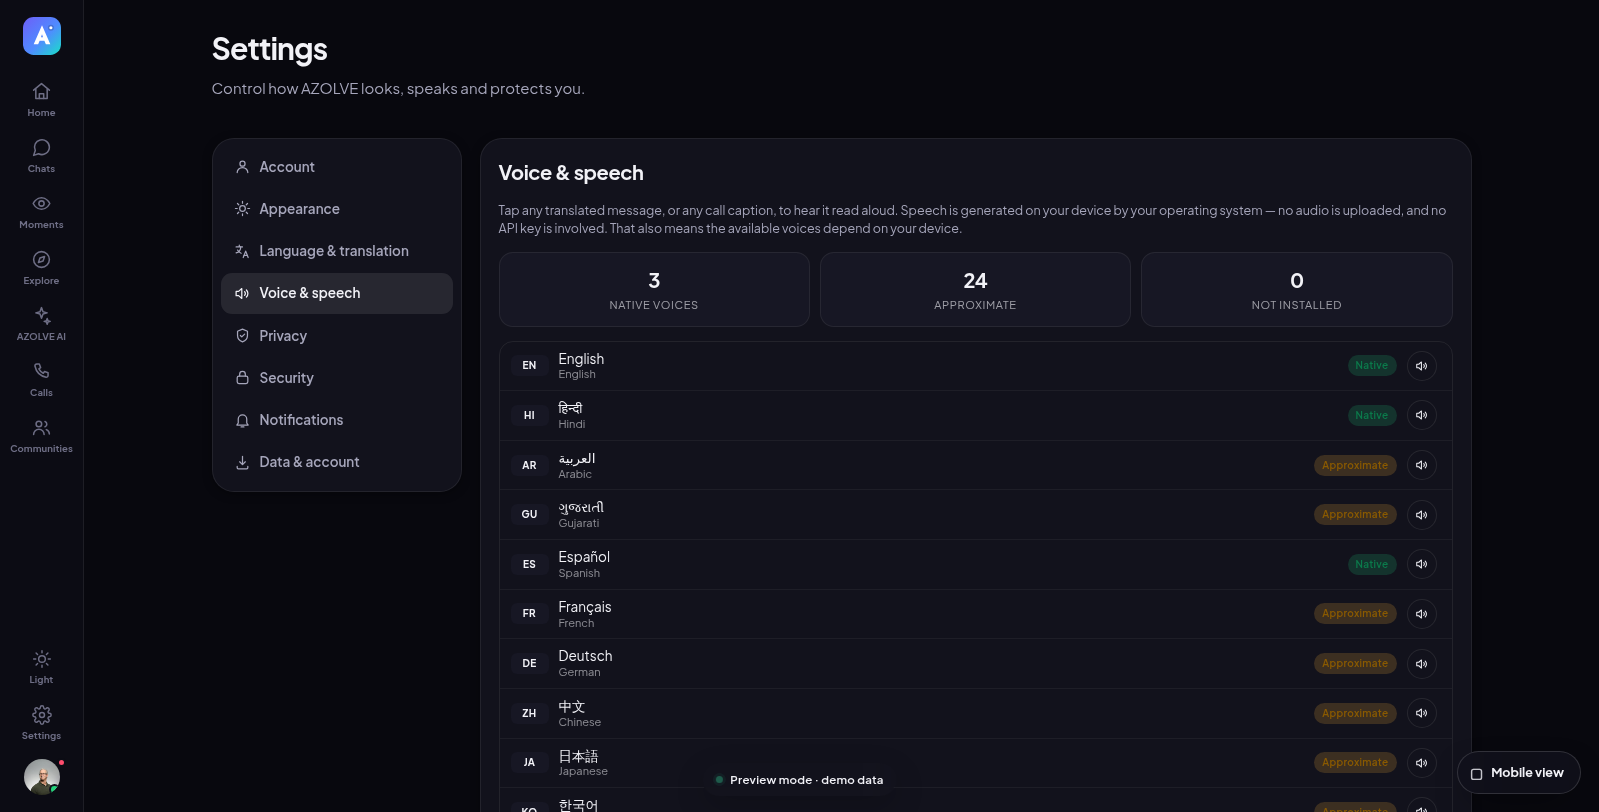 A
Home
Chats
Moments
Explore
AZOLVE AI
Calls
Communities
Light
Settings
Settings
Control how AZOLVE looks, speaks and protects you.
Account
Appearance
Language & translation
Voice & speech
Privacy
Security
Notifications
Data & account
Voice & speech
Tap any translated message, or any call caption, to hear it read aloud. Speech is generated on your device by your operating system — no audio is uploaded, and no
API key is involved. That also means the available voices depend on your device.
3
NATIVE VOICES
24
APPROXIMATE
0
NOT INSTALLED
EN
English
English
Native
HI
हिन्दी
Hindi
Native
AR
العربية
Arabic
Approximate
GU
ગુજરાતી
Gujarati
Approximate
ES
Español
Spanish
Native
FR
Français
French
Approximate
DE
Deutsch
German
Approximate
ZH
中文
Chinese
Approximate
JA
日本語
Japanese
Approximate
KO
한국어
Approximate
Preview mode · demo data
Mobile view